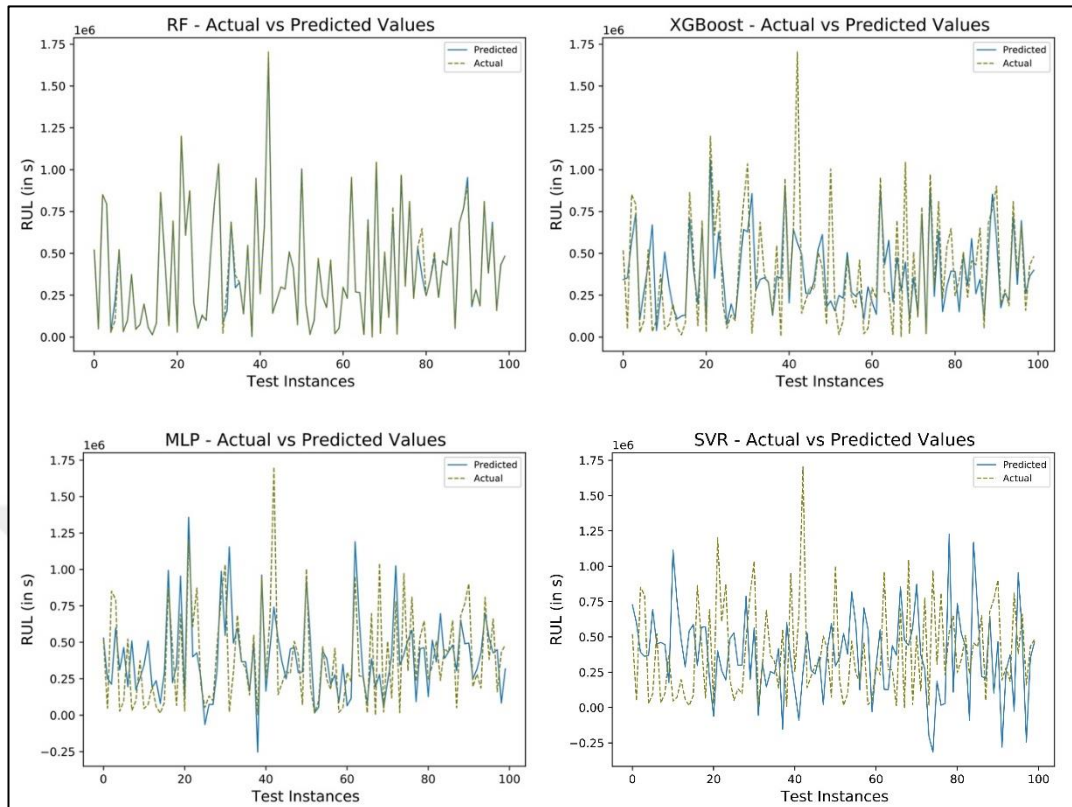 RF - Actual vs Predicted Values
1e6
Predicted
Actual
1.75
1.50
1.25
1.00
0.75
0.50
0.25
0.00
RUL (in s)
0 20 40 60 80 100
Test Instances
XGBoost - Actual vs Predicted Values
1e6
Predicted
Actual
1.75
1.50
1.25
1.00
0.75
0.50
0.25
0.00
RUL (in s)
0 20 40 60 80 100
Test Instances
MLP - Actual vs Predicted Values
1e6
Predicted
Actual
1.75
1.50
1.25
1.00
0.75
0.50
0.25
0.00
−0.25
RUL (in s)
0 20 40 60 80 100
Test Instances
SVR - Actual vs Predicted Values
1e6
Predicted
Actual
1.75
1.50
1.25
1.00
0.75
0.50
0.25
0.00
−0.25
RUL (in s)
0 20 40 60 80 100
Test Instances